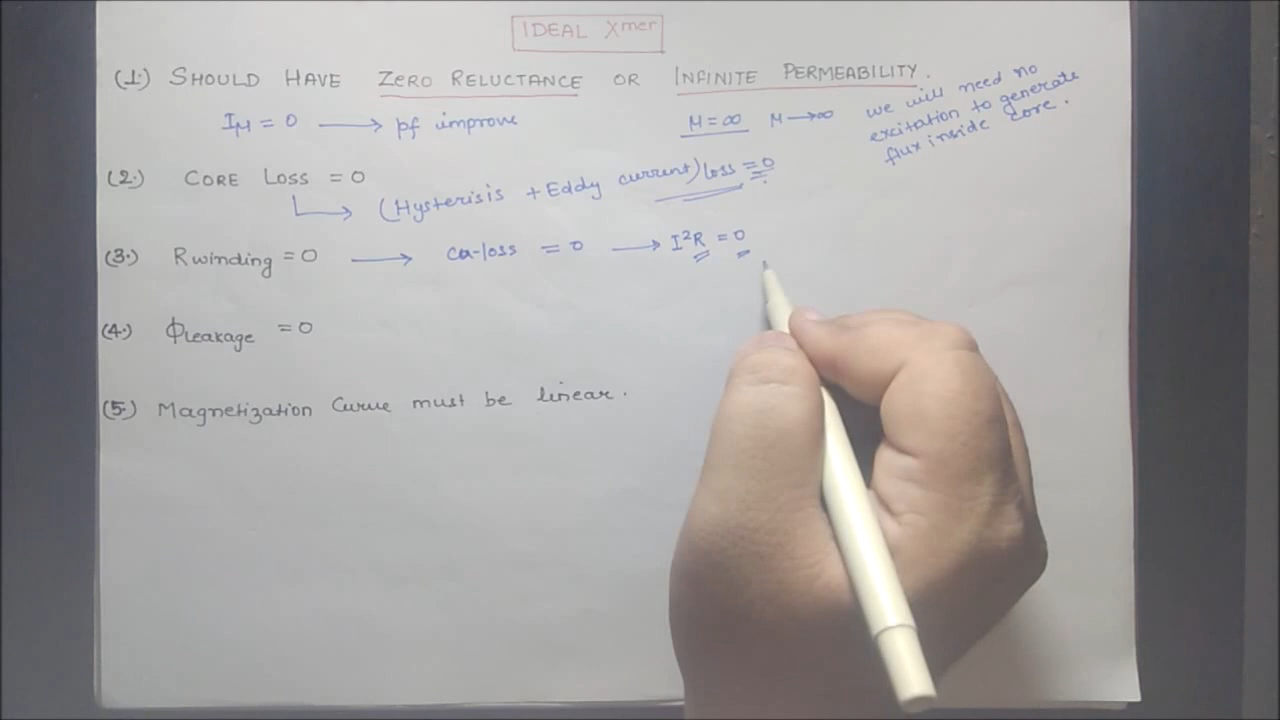 IDEAL Xmer
(1.) SHOULD HAVE ZERO RELUCTANCE OR INFINITE PERMEABILITY.
IM = 0 ⟶ pf improve
M = ∞ M→∞
we will need no
excitation to generate
flux inside core.
(2.) CORE LOSS = 0
(Hysterisis + Eddy current) loss = 0
(3.) Rwinding = 0 ⟶ cu-loss = 0 ⟶ I²R = 0
(4.) Φleakage = 0
(5.) Magnetization Curve must be linear.